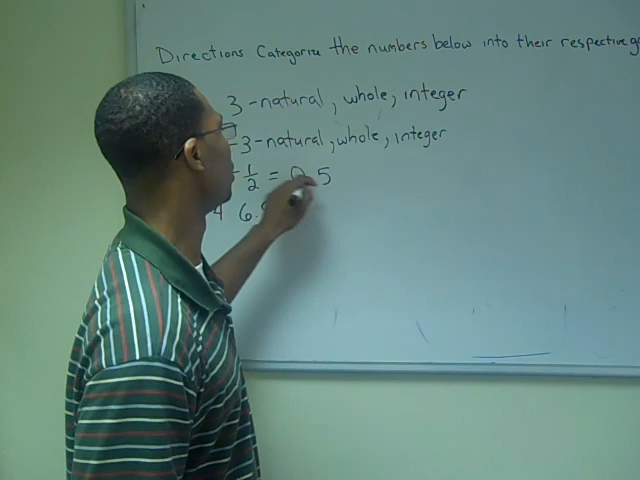 Directions Categorize the numbers below into their respective
3 - natural, whole, integer
-3 - natural, whole, integer
-1/2 = 0.5
4 6.